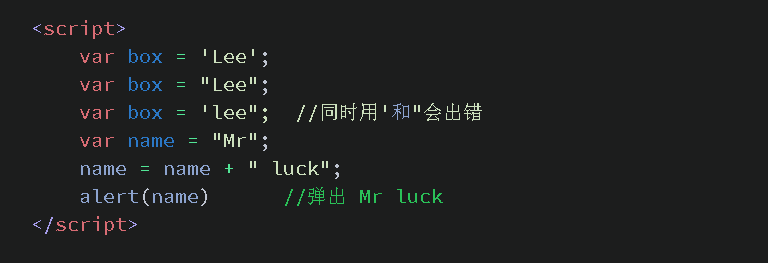 <script>
var box = 'Lee';
var box = "Lee";
var box = 'lee";  //同时用'和"会出错
var name = "Mr";
name = name + " luck";
alert(name)      //弹出 Mr luck
</script>